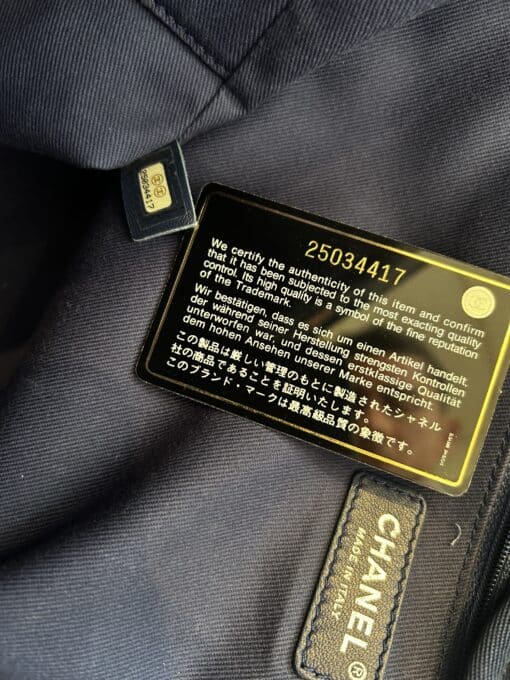 25034417
25034417
We certify the authenticity of this item and confirm
that it has been subjected to the most exacting quality
control. Its high quality is a symbol of the fine reputation
of the Trademark.
Wir bestätigen, dass es sich um einen Artikel handelt,
der während seiner Herstellung strengsten Kontrollen
unterworfen war, und dessen erstklassige Qualität
dem hohen Ansehen unserer Marke entspricht.
この製品は厳しい管理のもとに製造されたシャネル
社の商品であることを証明いたします。
このブランド・マークは最高級品質の象徴です。
CHANEL®
MADE IN ITALY